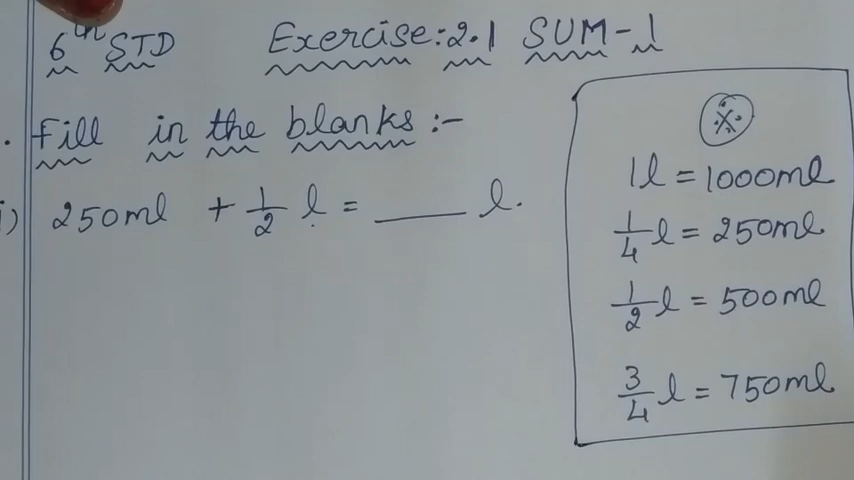 6th STD Exercise:2.1 SUM-1
. Fill in the blanks:-
i) 250ml + 1/2 l = ____ l.
※
1l = 1000ml
1/4 l = 250ml
1/2 l = 500ml
3/4 l = 750ml